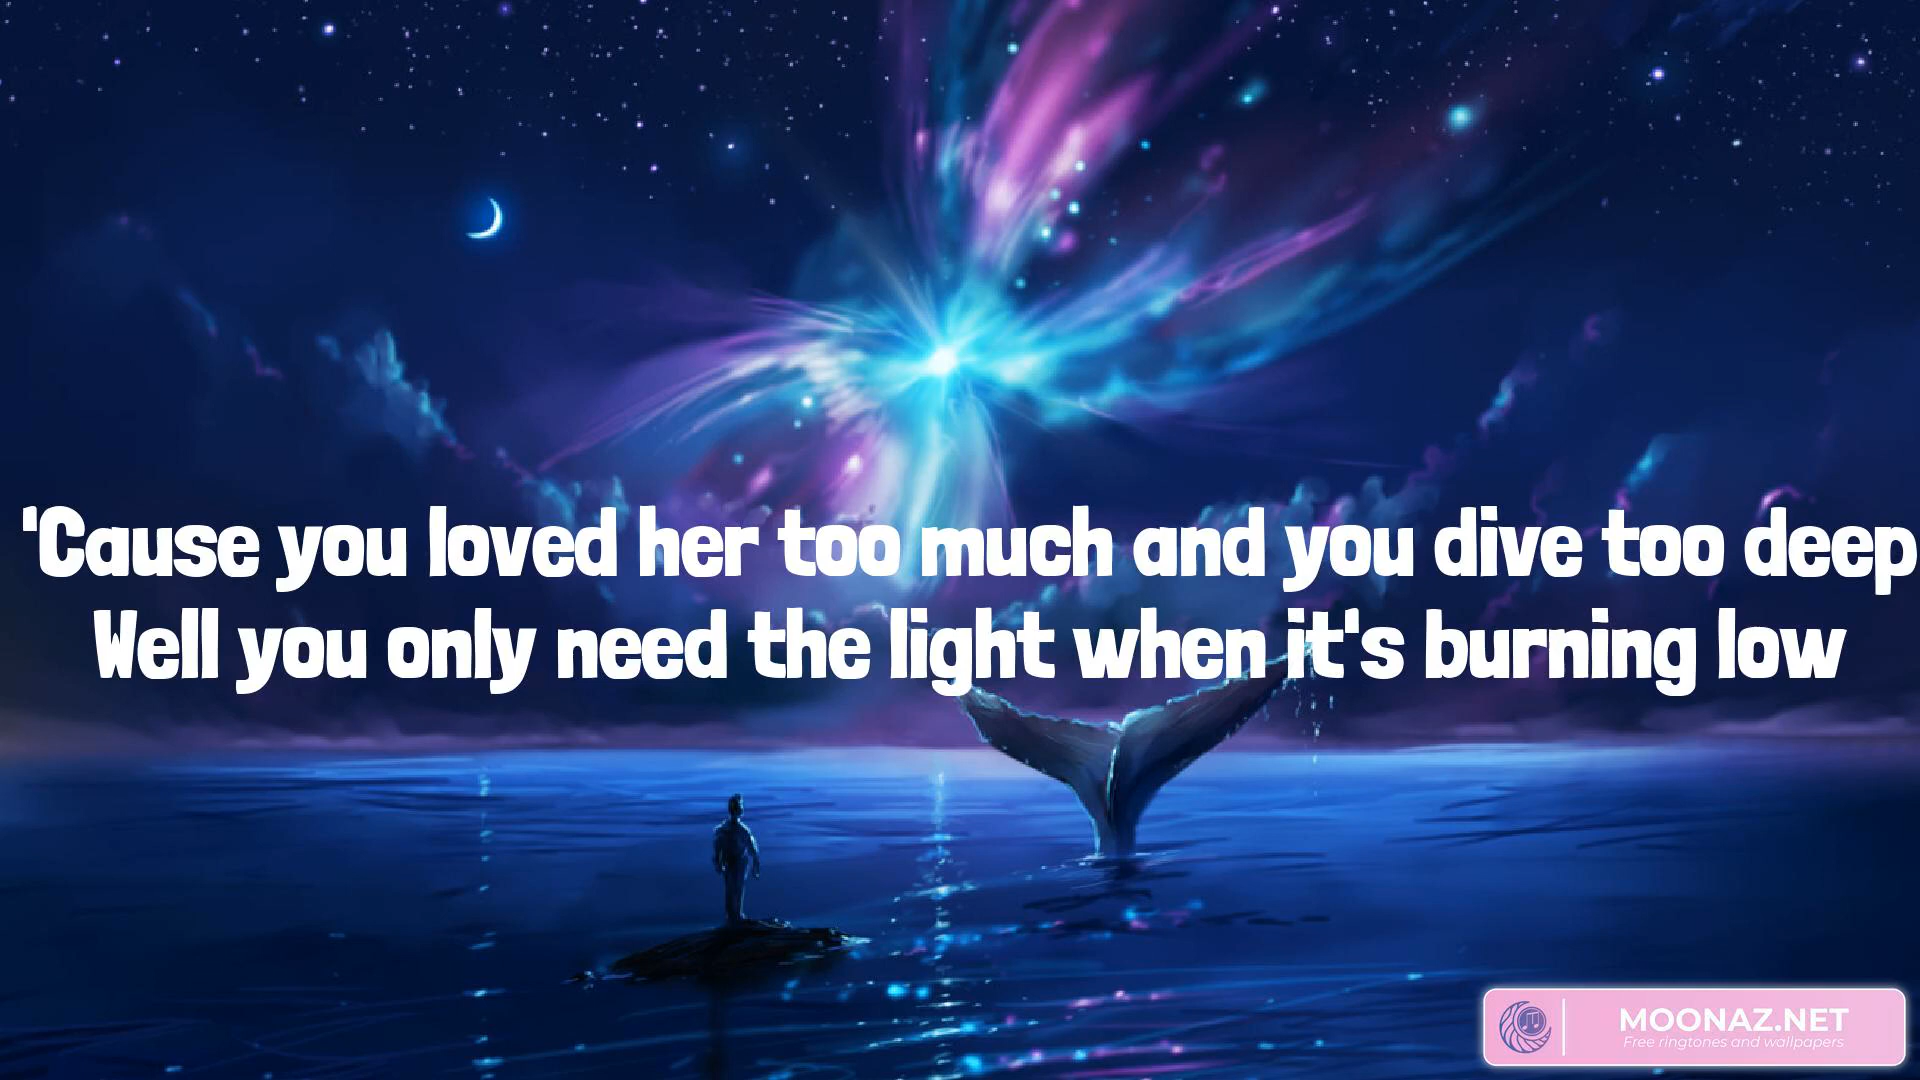 'Cause you loved her too much and you dive too deep
Well you only need the light when it's burning low
MOONAZ.NET
Free ringtones and wallpapers